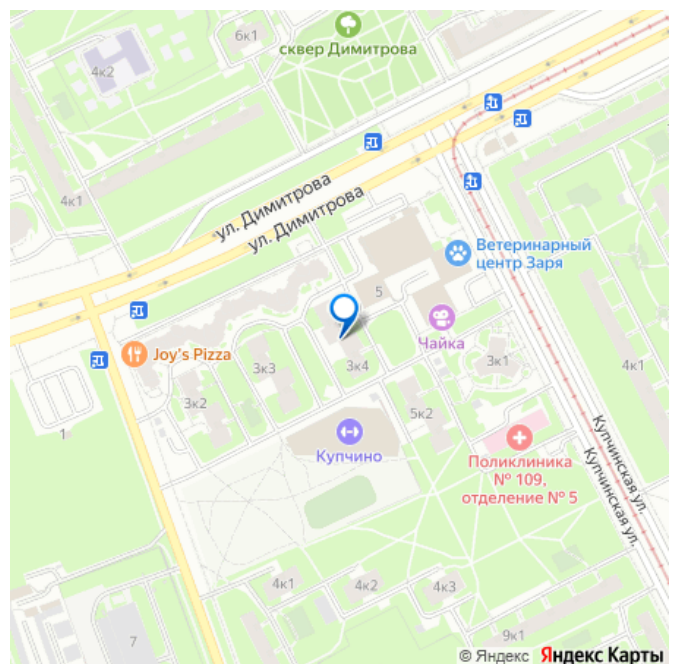 6к1
сквер Димитрова
4к2
4к1
ул. Димитрова
ул. Димитрова
Ветеринарный
центр Заря
5
Чайка
Joy's Pizza
3к3
3к4
3к1
4к1
3к2
5к2
1
Купчино
Поликлиника
№ 109,
отделение № 5
Купчинская ул.
Купчинская ул.
4к1
4к2
4к3
7
9к1
© Яндекс Яндекс Карты